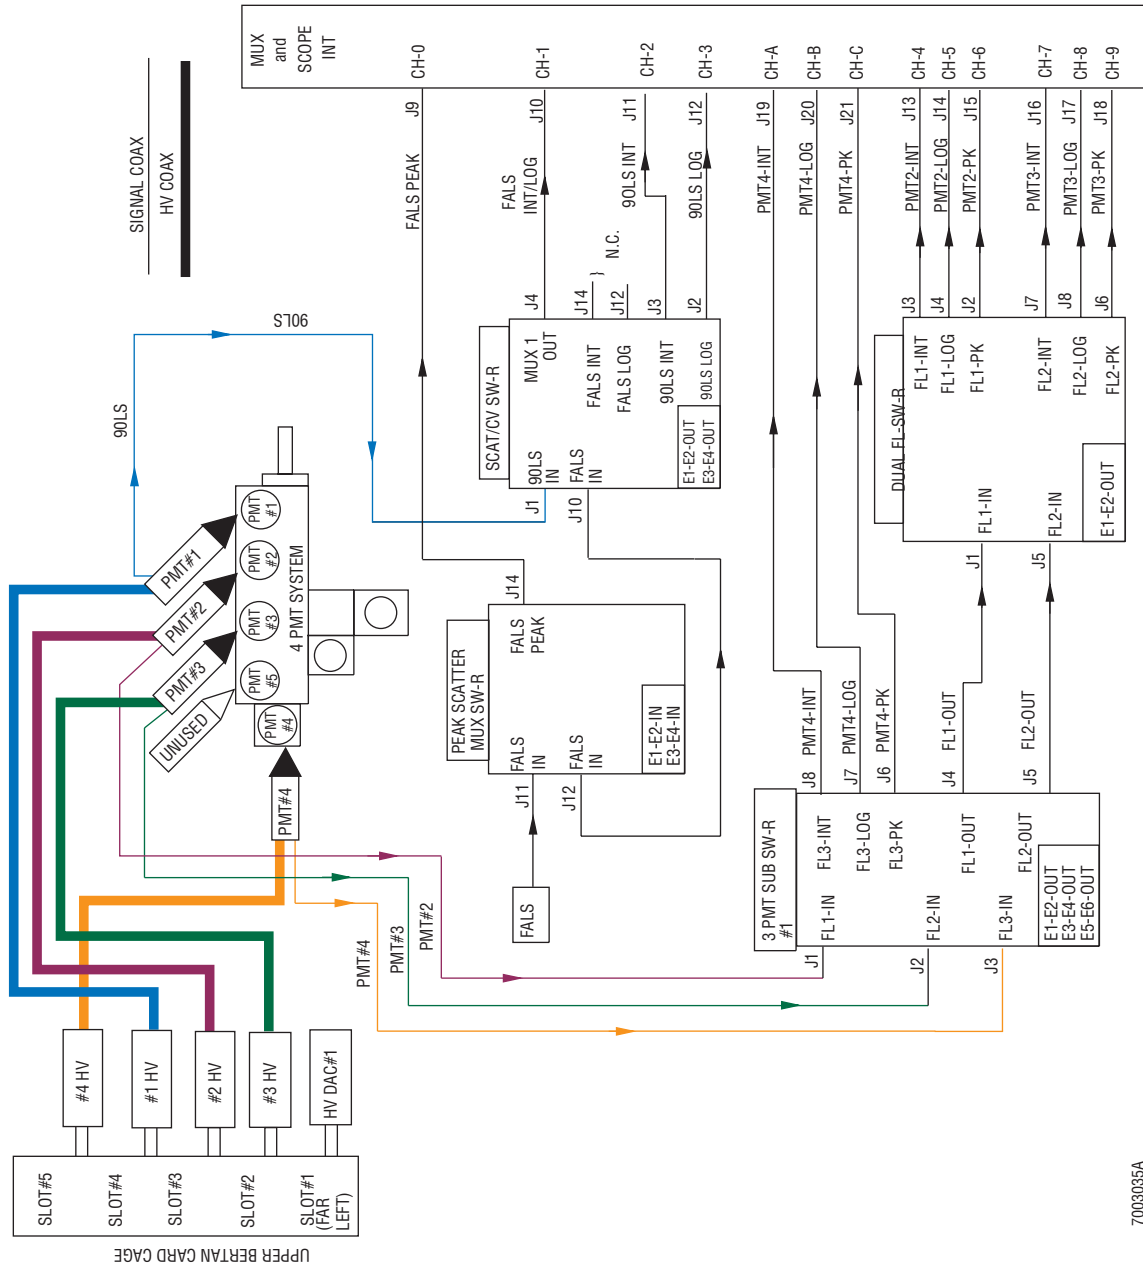 MUX
and
SCOPE
INT
CH-0
CH-1
CH-2
CH-3
CH-A
CH-B
CH-C
CH-4
CH-5
CH-6
CH-7
CH-8
CH-9
J9
J10
J11
J12
J19
J20
J21
J13
J14
J15
J16
J17
J18
SIGNAL COAX
HV COAX
FALS PEAK
FALS
INT/LOG
90LS INT
90LS LOG
PMT4-INT
PMT4-LOG
PMT4-PK
PMT2-INT
PMT2-LOG
PMT2-PK
PMT3-INT
PMT3-LOG
PMT3-PK
90LS
90LS
N.C.
}
J4
J14
J12
J3
J2
SCAT/CV SW-R
MUX 1
OUT
FALS INT
FALS LOG
90LS INT
90LS LOG
90LS
IN
FALS
IN
E1-E2-OUT
E3-E4-OUT
J1
J10
J3
J4
J2
J7
J8
J6
DUAL FL-SW-R
FL1-INT
FL1-LOG
FL1-PK
FL2-INT
FL2-LOG
FL2-PK
FL1-IN
FL2-IN
E1-E2-OUT
J1
J5
PMT#1
PMT#2
PMT#3
UNUSED
PMT
#1
PMT
#2
PMT
#3
PMT
#5
PMT
#4
4 PMT SYSTEM
PMT#4
J14
PEAK SCATTER
MUX SW-R
FALS
PEAK
FALS
IN
FALS
IN
E1-E2-IN
E3-E4-IN
J11
J12
FALS
PMT4-INT
PMT4-LOG
PMT4-PK
FL1-OUT
FL2-OUT
J8
J7
J6
J4
J5
3 PMT SUB SW-R
#1
FL3-INT
FL3-LOG
FL3-PK
FL1-OUT
FL2-OUT
FL1-IN
FL2-IN
FL3-IN
E1-E2-OUT
E3-E4-OUT
E5-E6-OUT
J1
J2
J3
PMT#4
PMT#3
PMT#2
#4 HV
#1 HV
#2 HV
#3 HV
HV DAC#1
SLOT#5
SLOT#4
SLOT#3
SLOT#2
SLOT#1
(FAR
LEFT)
UPPER BERTAN CARD CAGE
7003035A